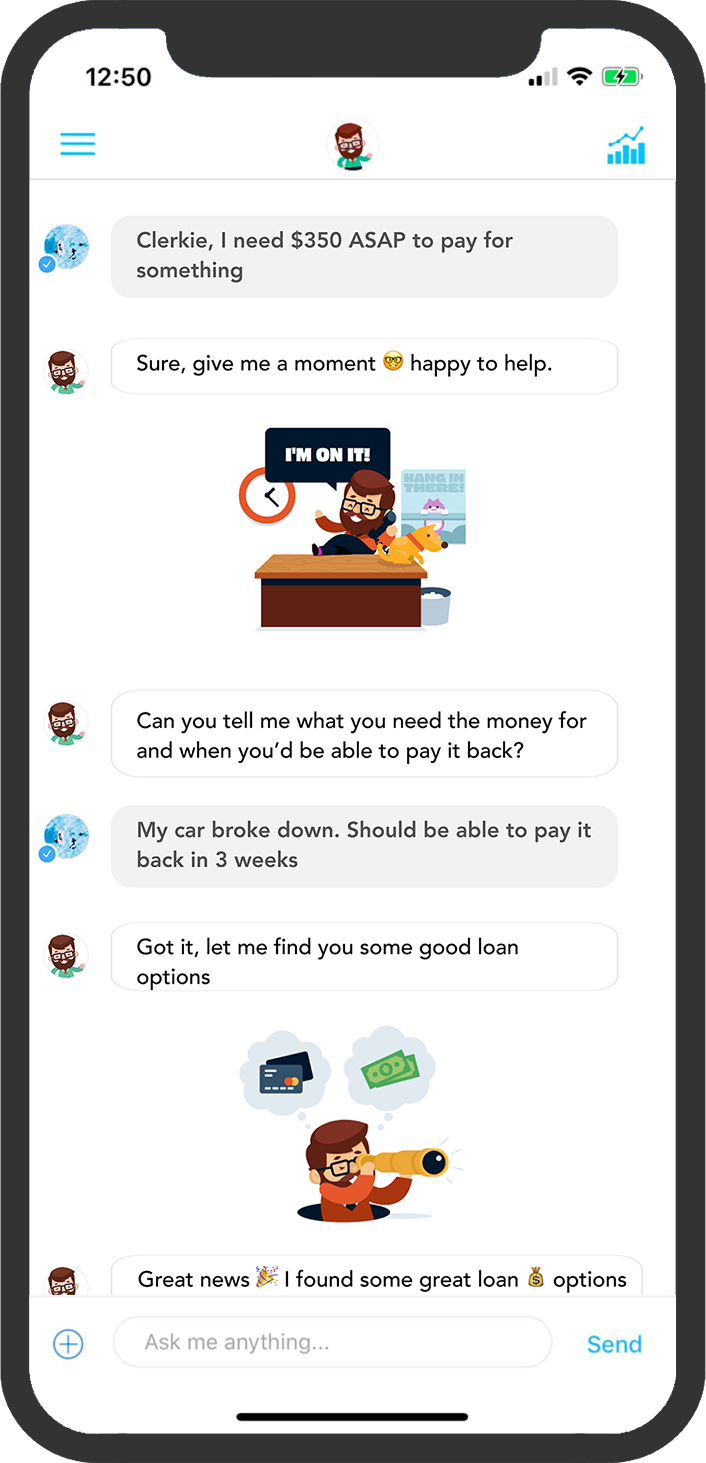 12:50
Clerkie, I need $350 ASAP to pay for
something
Sure, give me a moment 🤓 happy to help.
I'M ON IT!
HANG IN
THERE!
Can you tell me what you need the money for
and when you’d be able to pay it back?
My car broke down. Should be able to pay it
back in 3 weeks
Got it, let me find you some good loan
options
Great news 🎉 I found some great loan 💰 options
Ask me anything...
Send